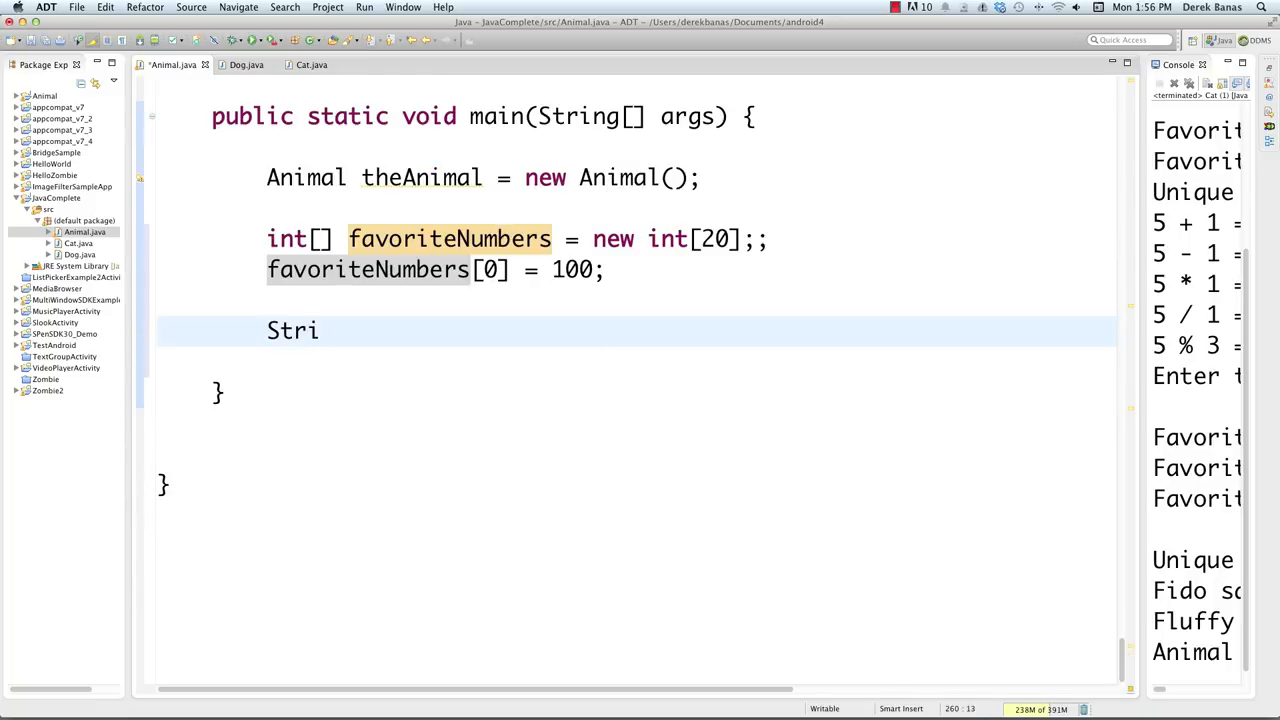 ADT File Edit Refactor Source Navigate Search Project Run Window Help 10 Mon 1:56 PM Derek Banas
Java – JavaComplete/src/Animal.java – ADT – /Users/derekbanas/Documents/android4
Quick Access Java DDMS
Package Exp
*Animal.java Dog.java Cat.java
Console
<terminated> Cat (1) [Java
Animal
appcompat_v7
appcompat_v7_2
appcompat_v7_3
appcompat_v7_4
BridgeSample
HelloWorld
HelloZombie
ImageFilterSampleApp
JavaComplete
src
(default package)
Animal.java
Cat.java
Dog.java
JRE System Library [Ja
ListPickerExample2Activi
MediaBrowser
MultiWindowSDKExample
MusicPlayerActivity
SlookActivity
SPenSDK30_Demo
TestAndroid
TextGroupActivity
VideoPlayerActivity
Zombie
Zombie2
public static void main(String[] args) {
Animal theAnimal = new Animal();
int[] favoriteNumbers = new int[20];;
favoriteNumbers[0] = 100;
Stri
}
}
Favorit
Favorit
Unique
5 + 1 =
5 - 1 =
5 * 1 =
5 / 1 =
5 % 3 =
Enter t
Favorit
Favorit
Favorit
Unique
Fido sa
Fluffy
Animal
Writable Smart Insert 260 : 13 238M of 391M